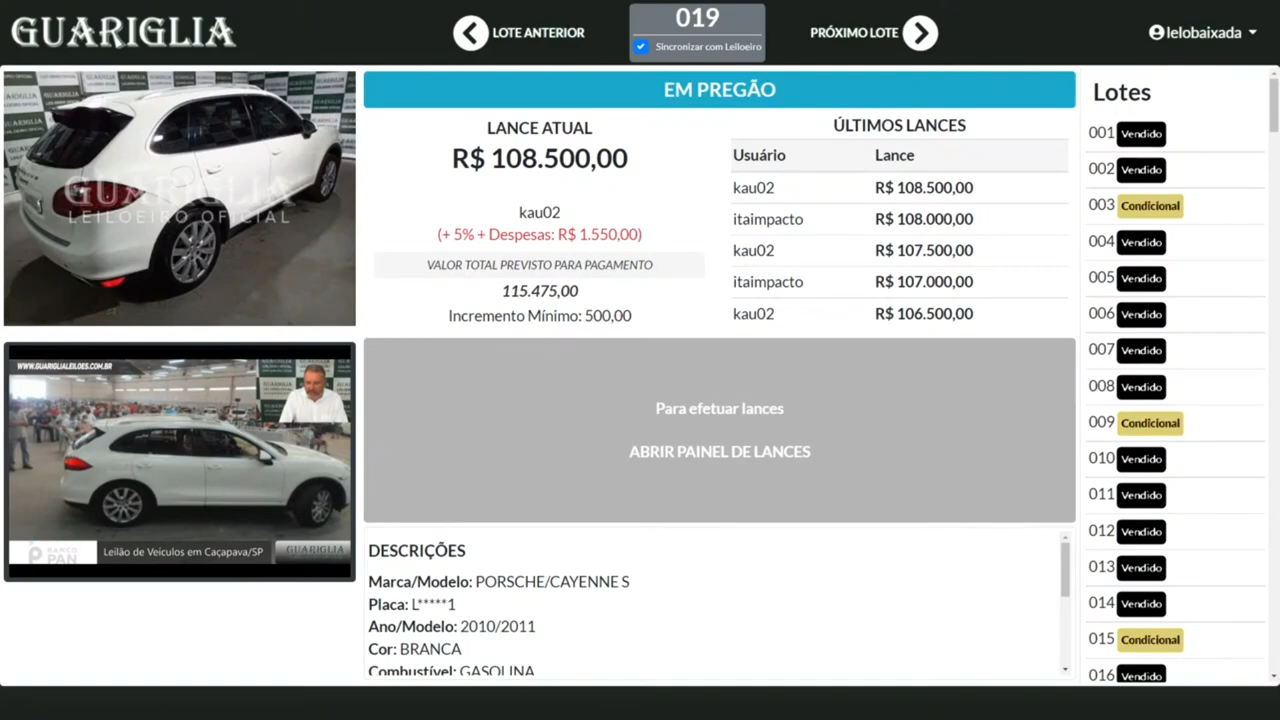 GUARIGLIA
LOTE ANTERIOR
019
Sincronizar com Leiloeiro
PRÓXIMO LOTE
lelobaixada
GUARIGLIA
LEILOEIRO OFICIAL
EM PREGÃO
LANCE ATUAL
R$ 108.500,00
kau02
(+ 5% + Despesas: R$ 1.550,00)
VALOR TOTAL PREVISTO PARA PAGAMENTO
115.475,00
Incremento Mínimo: 500,00
ÚLTIMOS LANCES
Usuário Lance
kau02 R$ 108.500,00
itaimpacto R$ 108.000,00
kau02 R$ 107.500,00
itaimpacto R$ 107.000,00
kau02 R$ 106.500,00
WWW.GUARIGLIALEILOES.COM.BR
GUARIGLIA
BANCO
PAN
Leilão de Veículos em Caçapava/SP
GUARIGLIA
Para efetuar lances
ABRIR PAINEL DE LANCES
DESCRIÇÕES
Marca/Modelo: PORSCHE/CAYENNE S
Placa: L*****1
Ano/Modelo: 2010/2011
Cor: BRANCA
Combustível: GASOLINA
Lotes
001 Vendido
002 Vendido
003 Condicional
004 Vendido
005 Vendido
006 Vendido
007 Vendido
008 Vendido
009 Condicional
010 Vendido
011 Vendido
012 Vendido
013 Vendido
014 Vendido
015 Condicional
016 Vendido